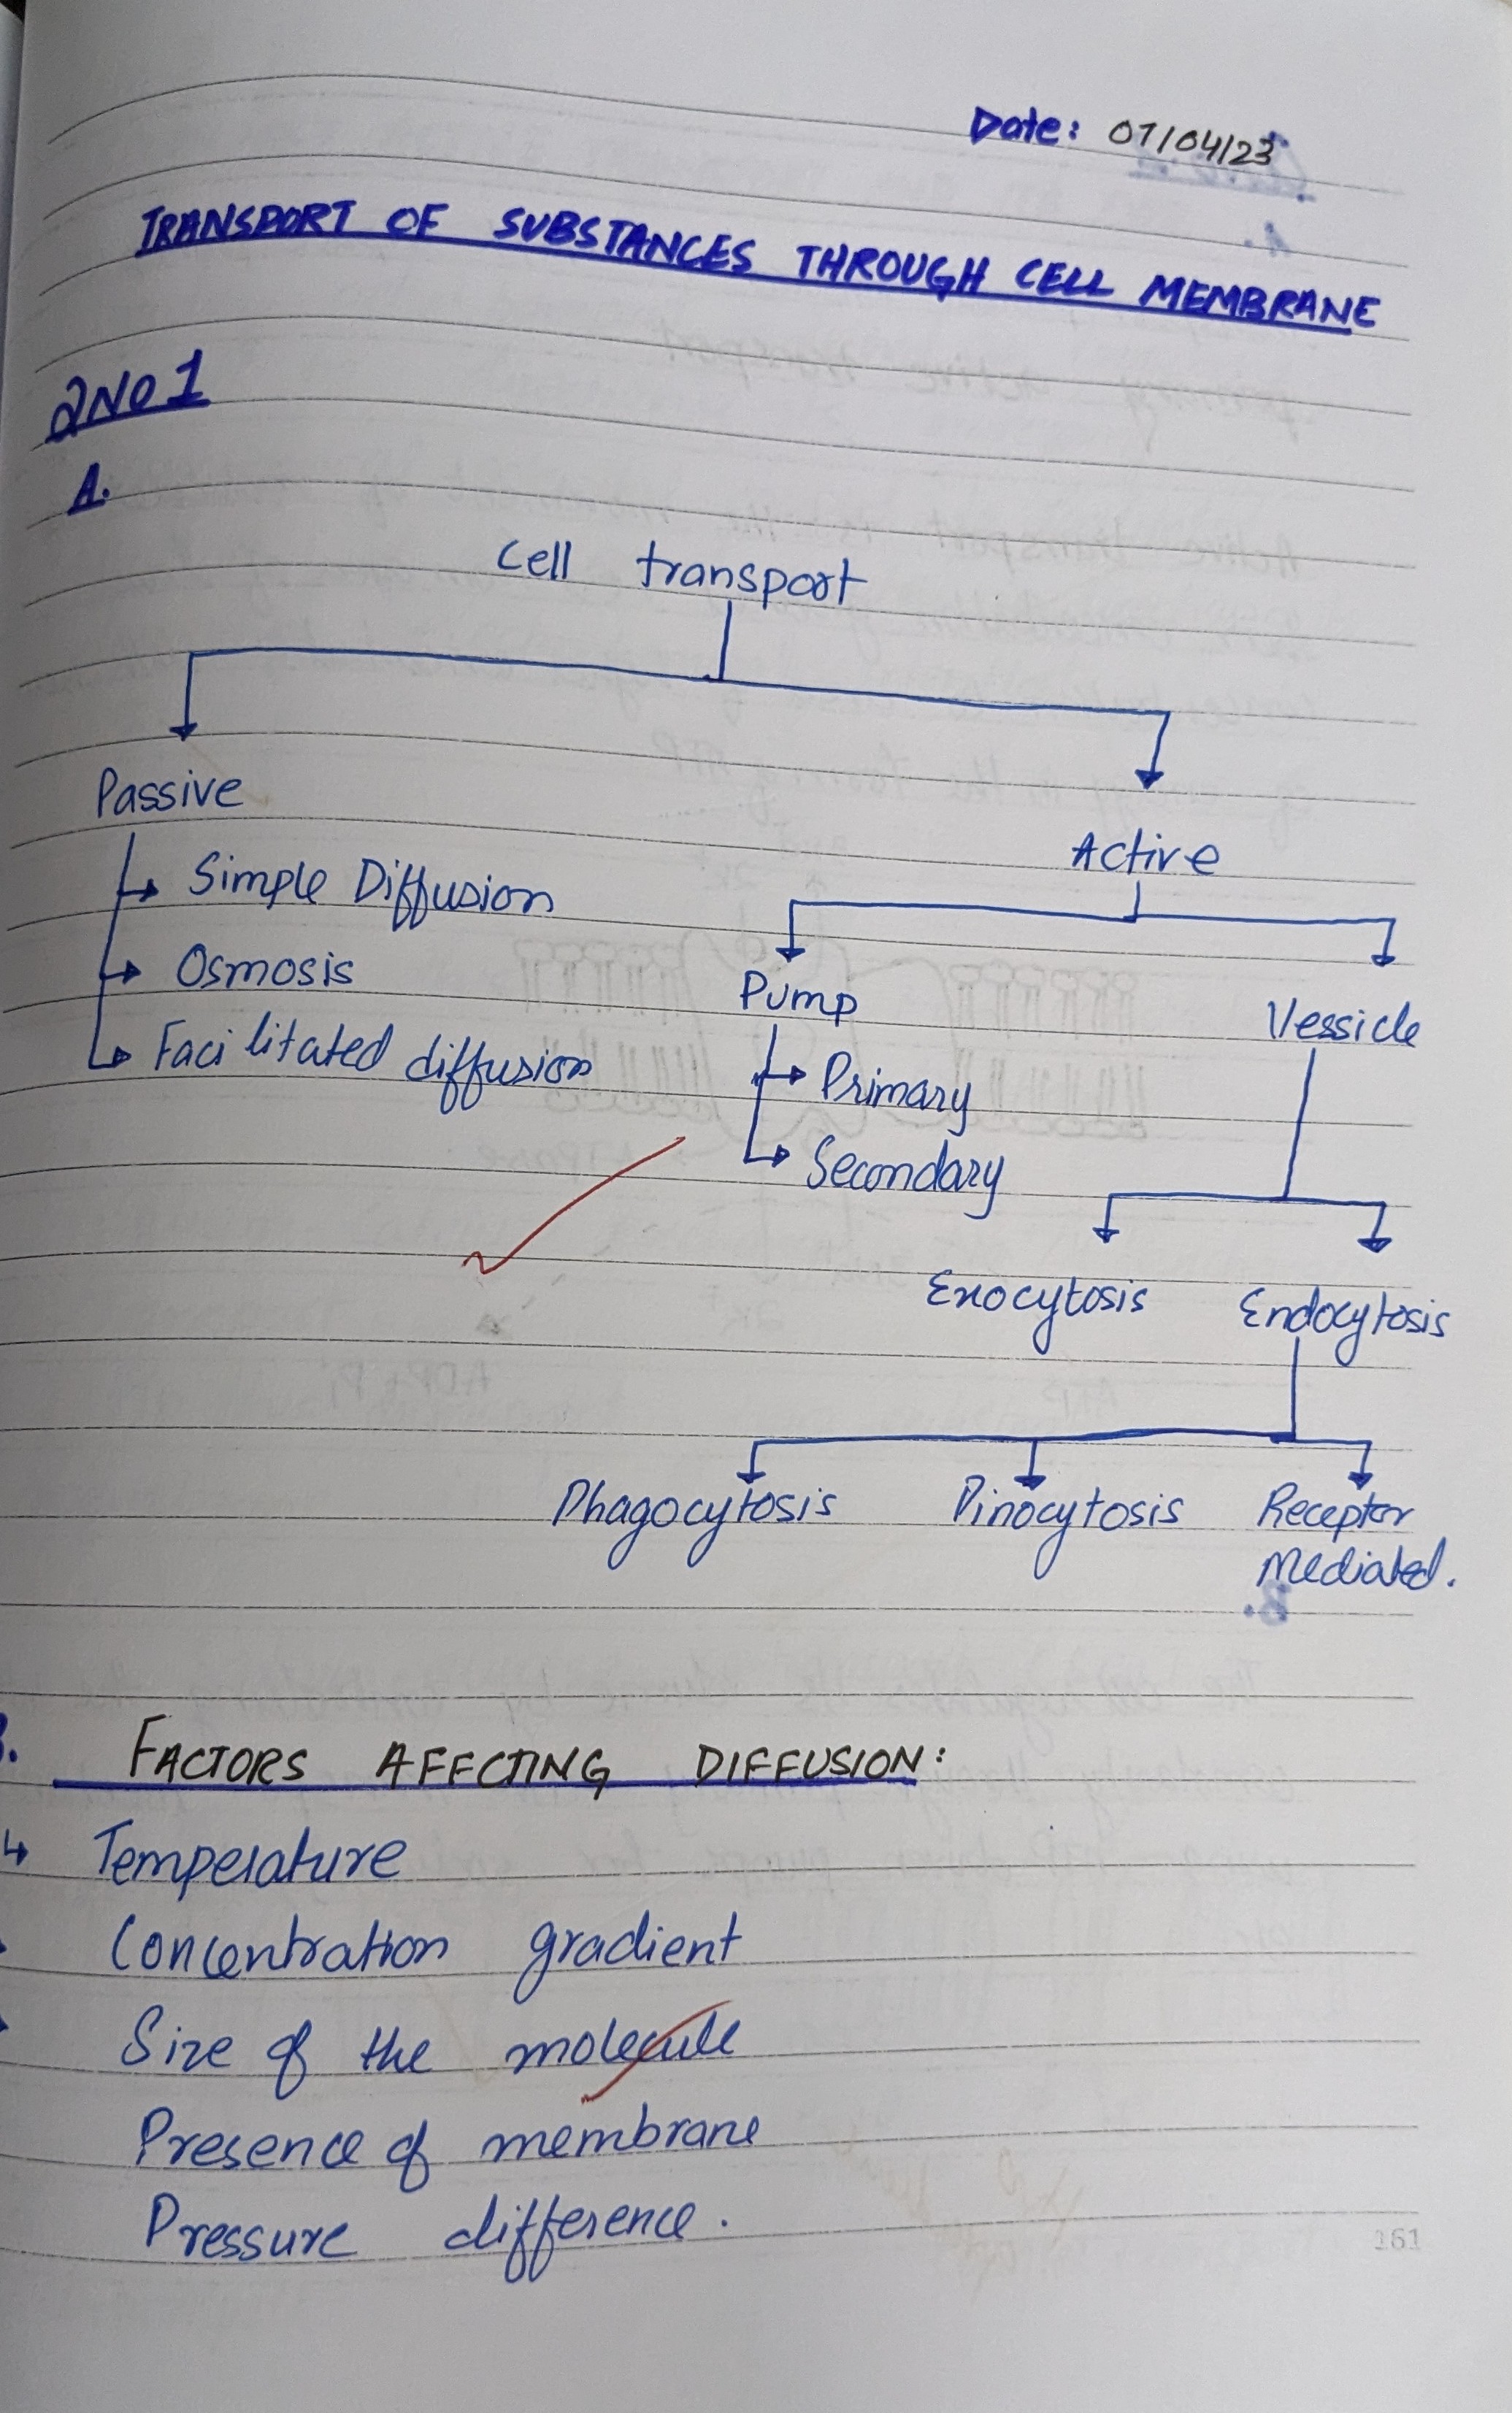 Date: 07/04/23
TRANSPORT OF SUBSTANCES THROUGH CELL MEMBRANE
QNO1
A.
Cell transport
Passive
Active
Simple Diffusion
Osmosis
Facilitated diffusion
Pump
Vessicle
Primary
Secondary
Exocytosis Endocytosis
Phagocytosis Pinocytosis Receptor
Mediated.
B. FACTORS AFFECTING DIFFUSION:
Temperature
Concentration gradient
Size of the molecule
Presence of membrane
Pressure difference.
161